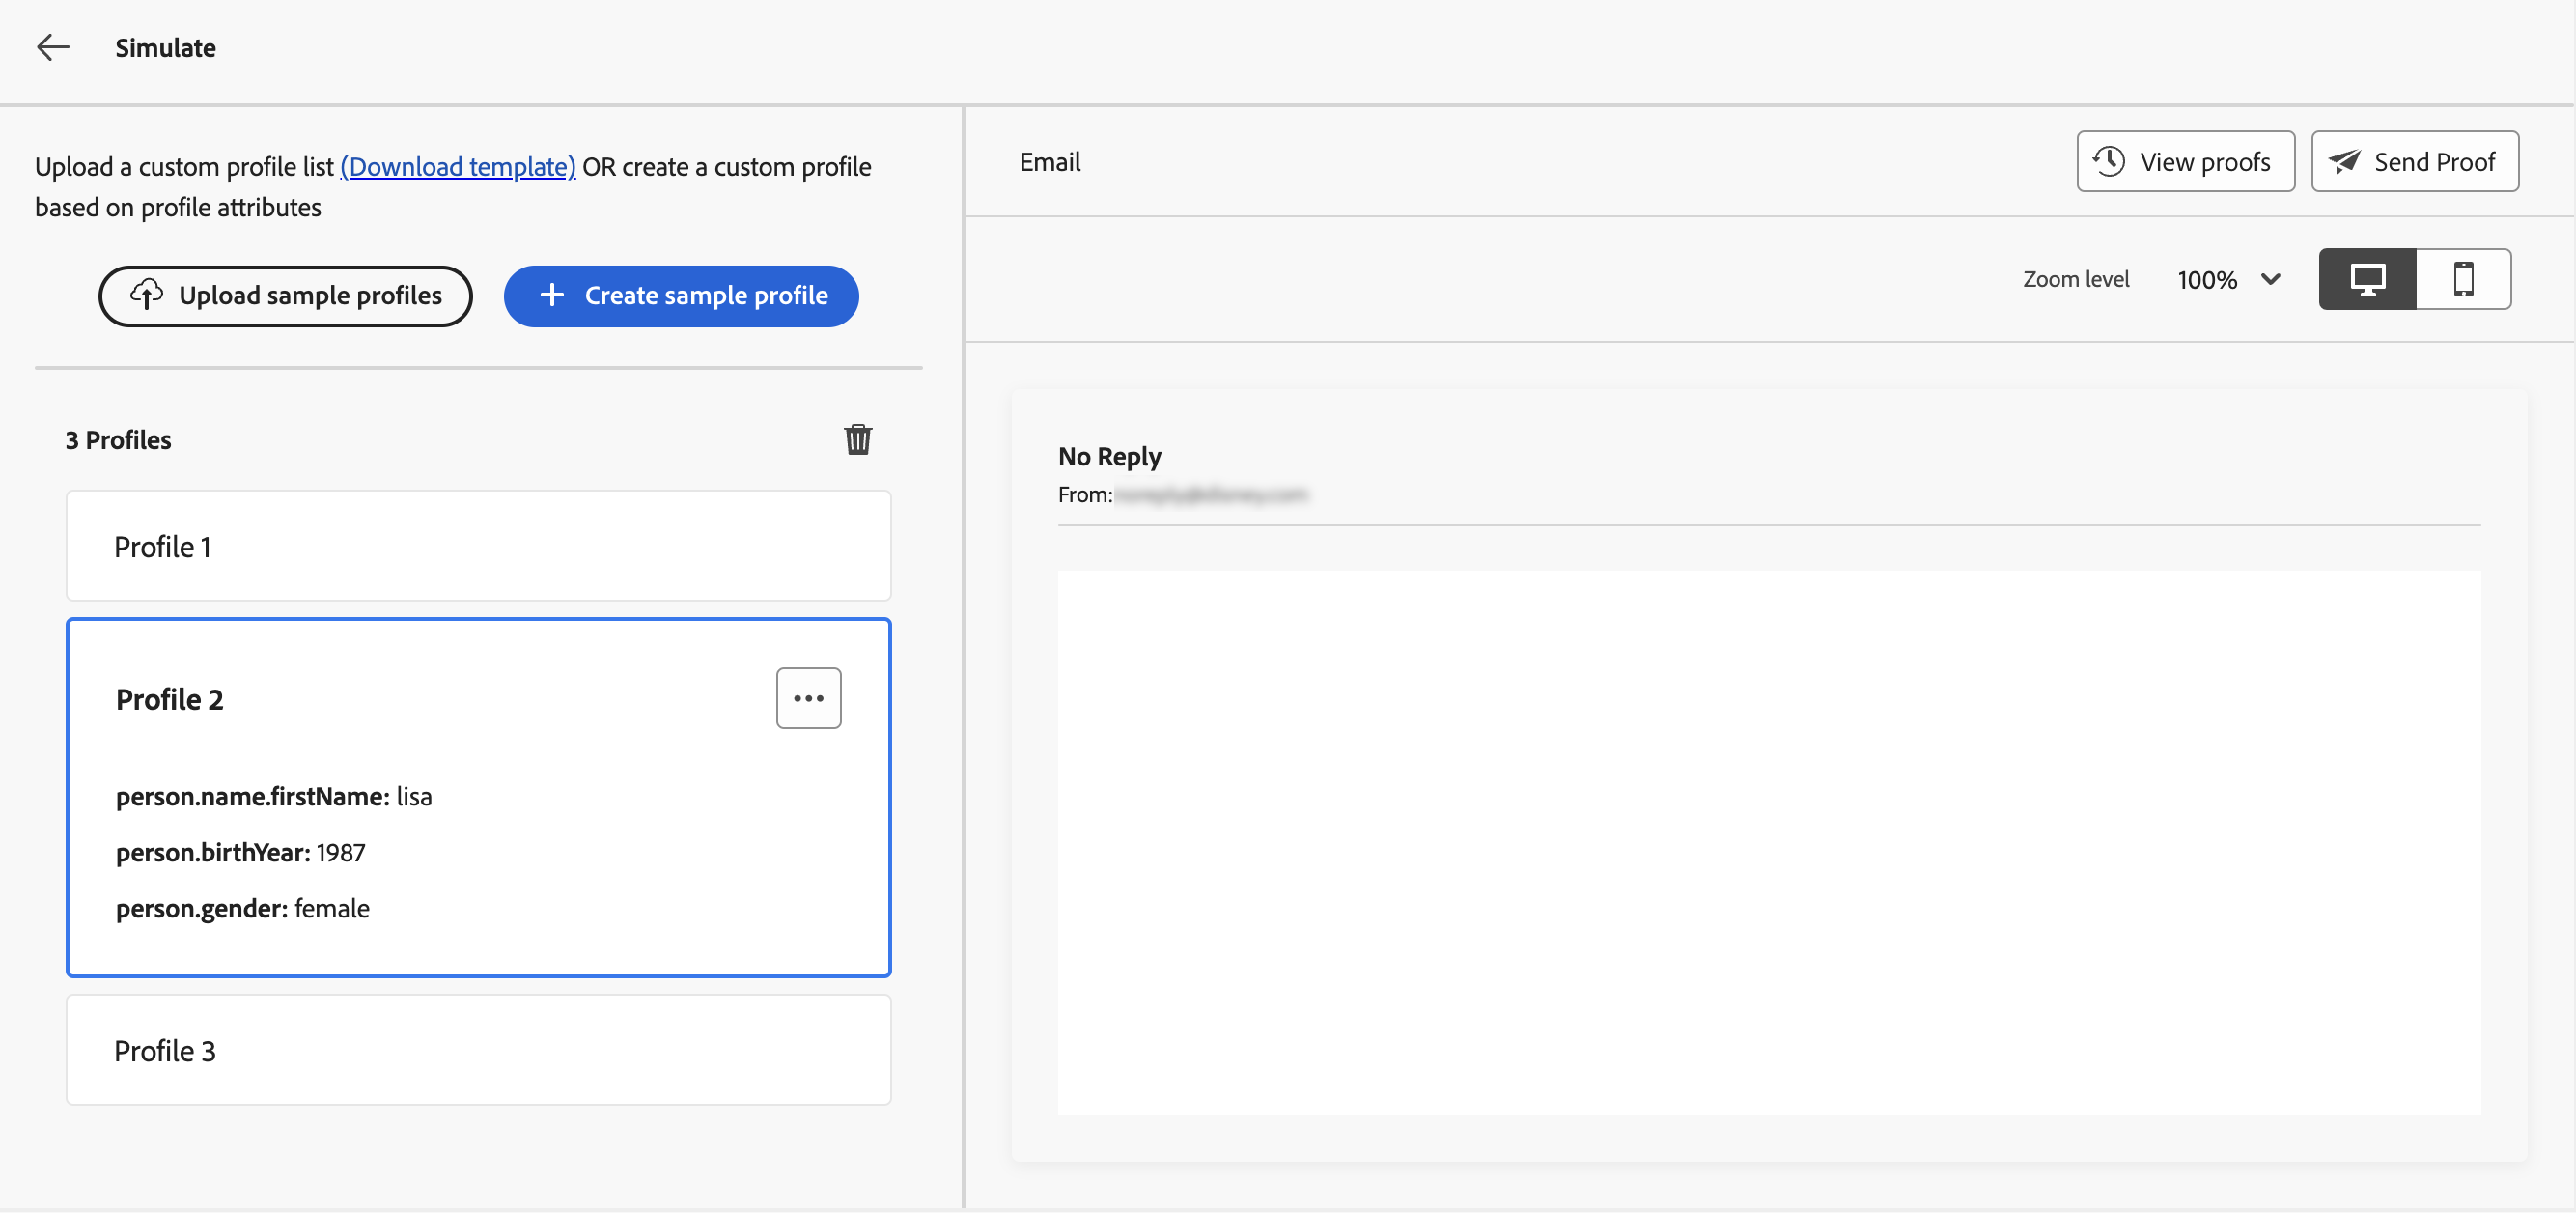 Simulate
Upload a custom profile list (Download template) OR create a custom profile
based on profile attributes
Upload sample profiles
Create sample profile
3 Profiles
Profile 1
Profile 2
person.name.firstName: lisa
person.birthYear: 1987
person.gender: female
Profile 3
Email
View proofs
Send Proof
Zoom level 100%
No Reply
From: